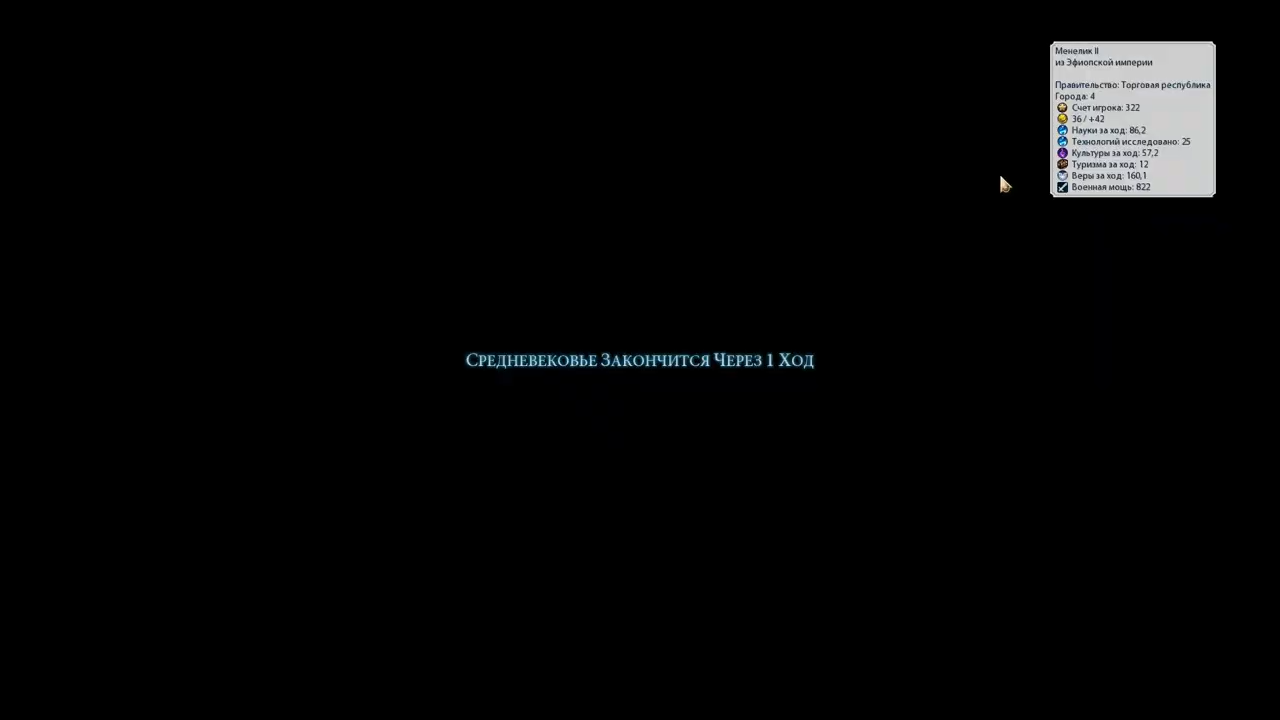 Менелик II
из Эфиопской империи
Правительство: Торговая республика
Города: 4
Счет игрока: 322
36 / +42
Науки за ход: 86,2
Технологий исследовано: 25
Культуры за ход: 57,2
Туризма за ход: 12
Веры за ход: 160,1
Военная мощь: 822
Средневековье Закончится Через 1 Ход